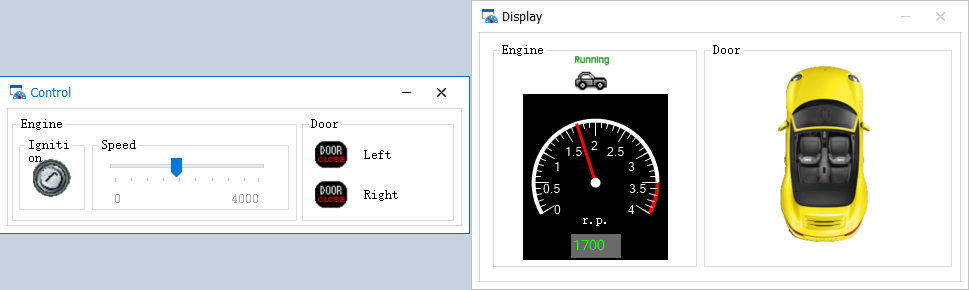 Control
Engine
Igniti
on
Speed
0
4000
Door
DOOR
CLOSE
Left
DOOR
CLOSE
Right
Display
Engine
Running
0
0.5
1
1.5
2
2.5
3
3.5
4
r.p.
1700
Door